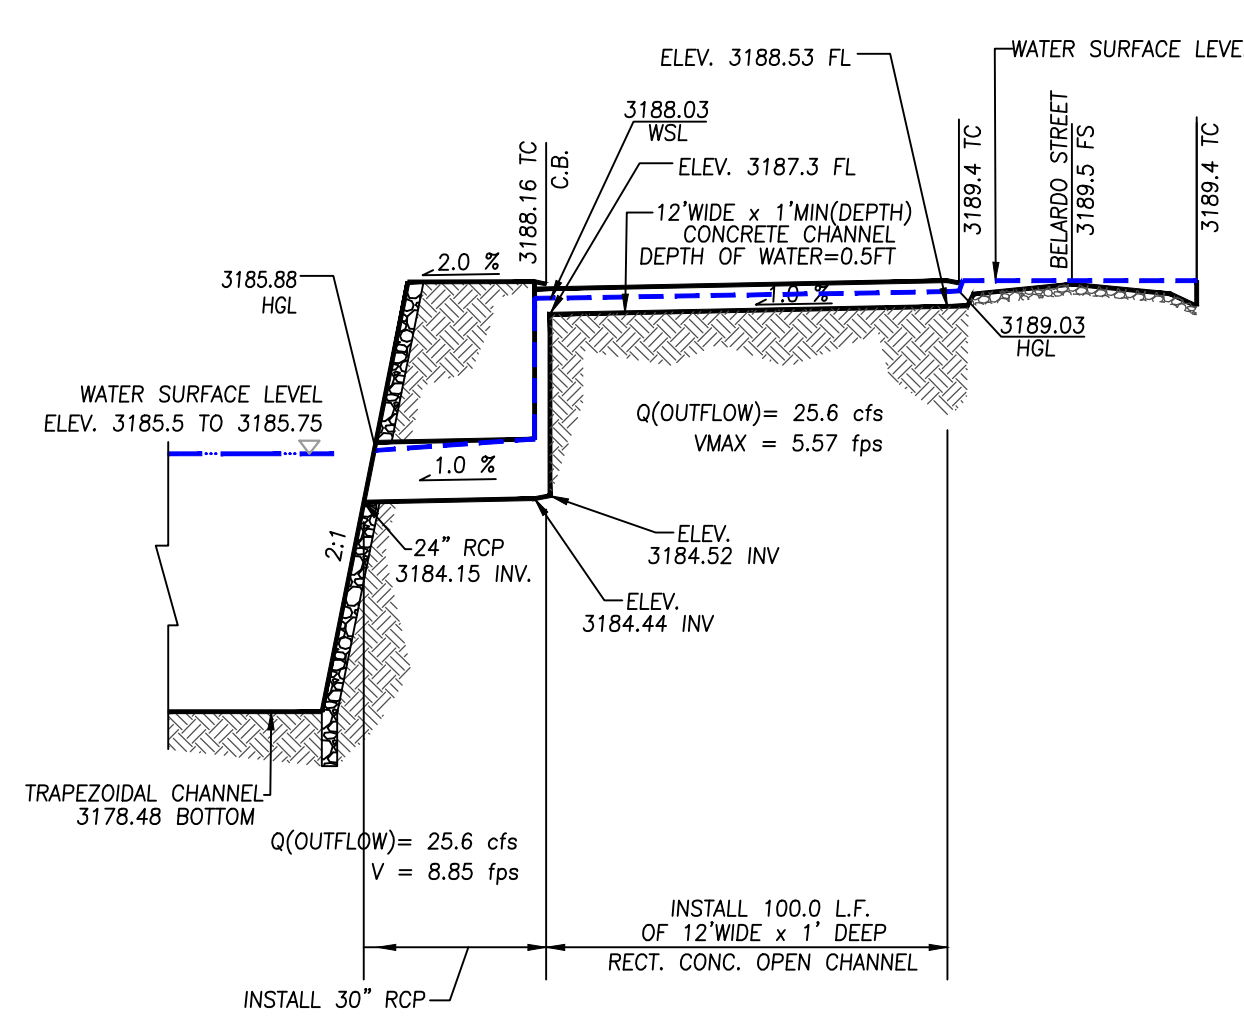 WATER SURFACE LEVE
ELEV. 3188.53 FL
3188.03
WSL
ELEV. 3187.3 FL
3188.16 TC
C.B.
3189.4 TC
BELARDO STREET
3189.5 FS
3189.4 TC
12'WIDE x 1'MIN(DEPTH)
CONCRETE CHANNEL
DEPTH OF WATER=0.5FT
2.0 %
3185.88
HGL
1.0 %
3189.03
HGL
WATER SURFACE LEVEL
ELEV. 3185.5 TO 3185.75
Q(OUTFLOW)= 25.6 cfs
VMAX = 5.57 fps
1.0 %
2:1
24" RCP
3184.15 INV.
ELEV.
3184.52 INV
ELEV.
3184.44 INV
TRAPEZOIDAL CHANNEL
3178.48 BOTTOM
Q(OUTFLOW)= 25.6 cfs
V = 8.85 fps
INSTALL 100.0 L.F.
OF 12'WIDE x 1' DEEP
RECT. CONC. OPEN CHANNEL
INSTALL 30" RCP